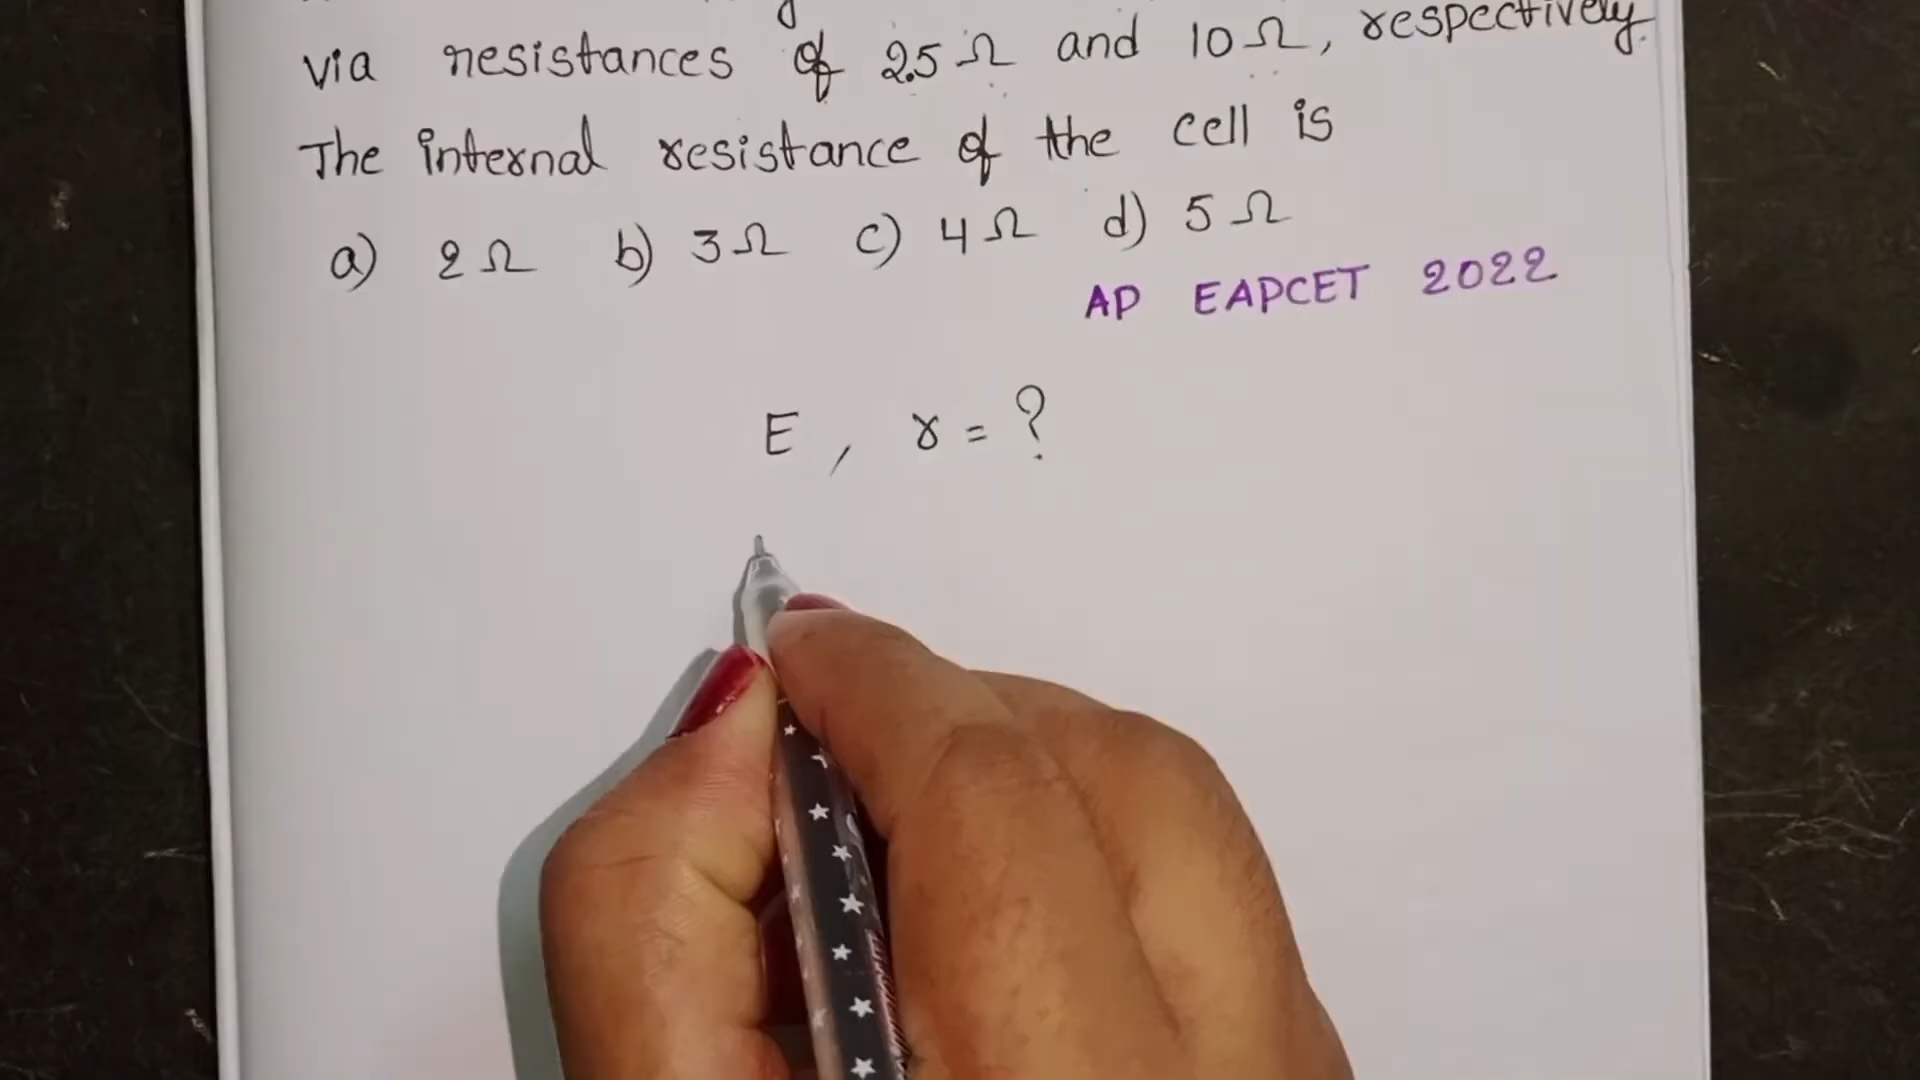 via resistances of 2.5 Ω and 10 Ω, respectively.
The internal resistance of the cell is
a) 2 Ω b) 3 Ω c) 4 Ω d) 5 Ω
AP EAPCET 2022
E, r = ?